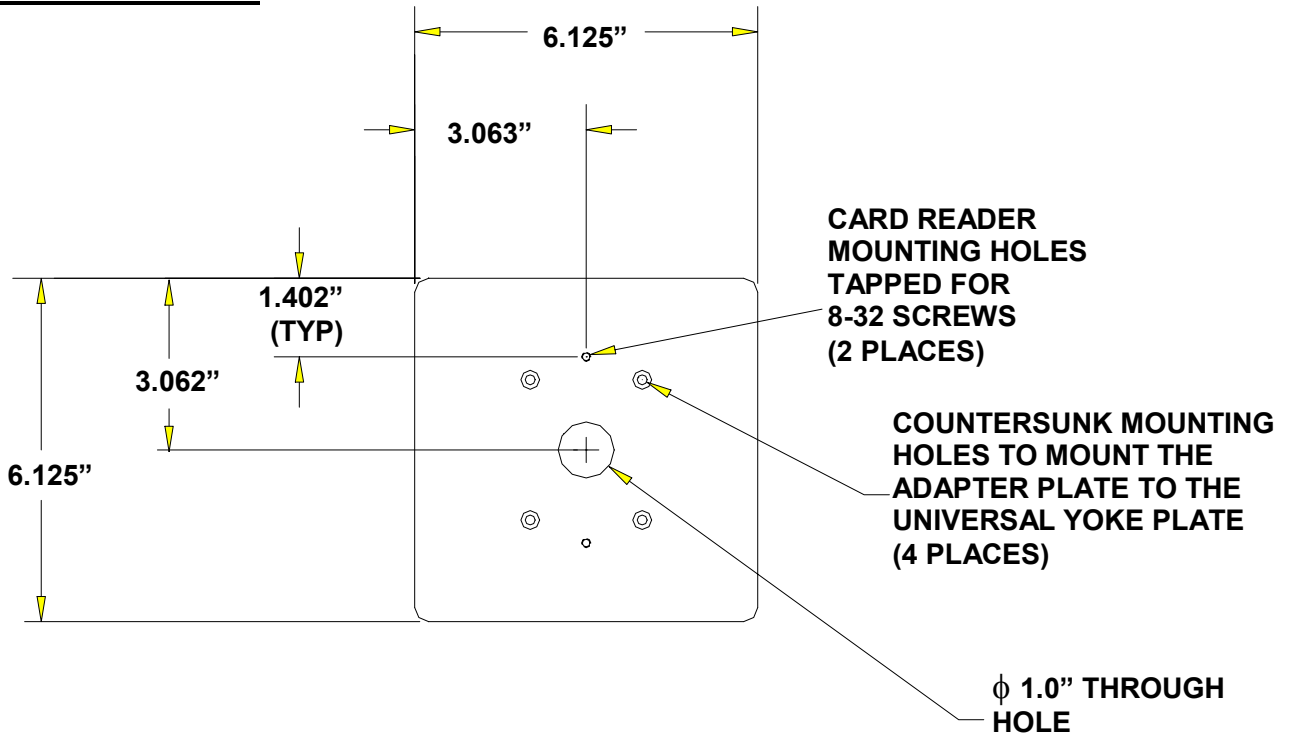 6.125”
3.063”
CARD READER
MOUNTING HOLES
TAPPED FOR
8-32 SCREWS
(2 PLACES)
1.402”
(TYP)
3.062”
COUNTERSUNK MOUNTING
HOLES TO MOUNT THE
ADAPTER PLATE TO THE
UNIVERSAL YOKE PLATE
(4 PLACES)
6.125”
ϕ 1.0” THROUGH
HOLE